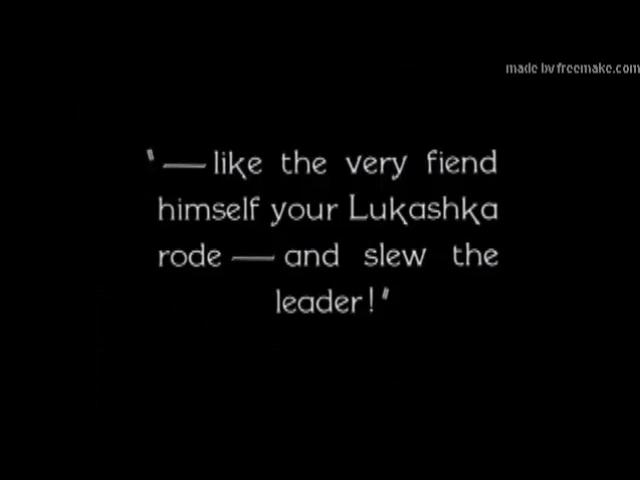 made by freemake.com
"—like the very fiend
himself your Lukashka
rode — and slew the
leader!"